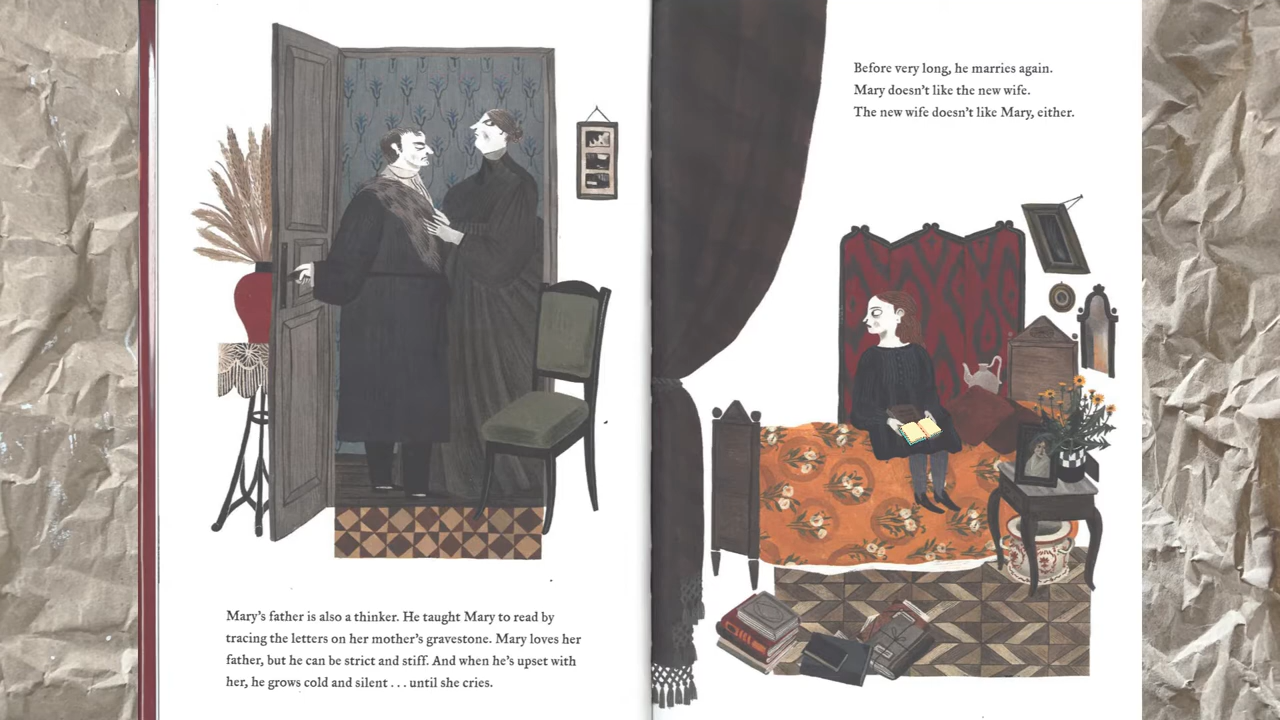 Mary's father is also a thinker. He taught Mary to read by
tracing the letters on her mother's gravestone. Mary loves her
father, but he can be strict and stiff. And when he's upset with
her, he grows cold and silent . . . until she cries.
Before very long, he marries again.
Mary doesn't like the new wife.
The new wife doesn't like Mary, either.